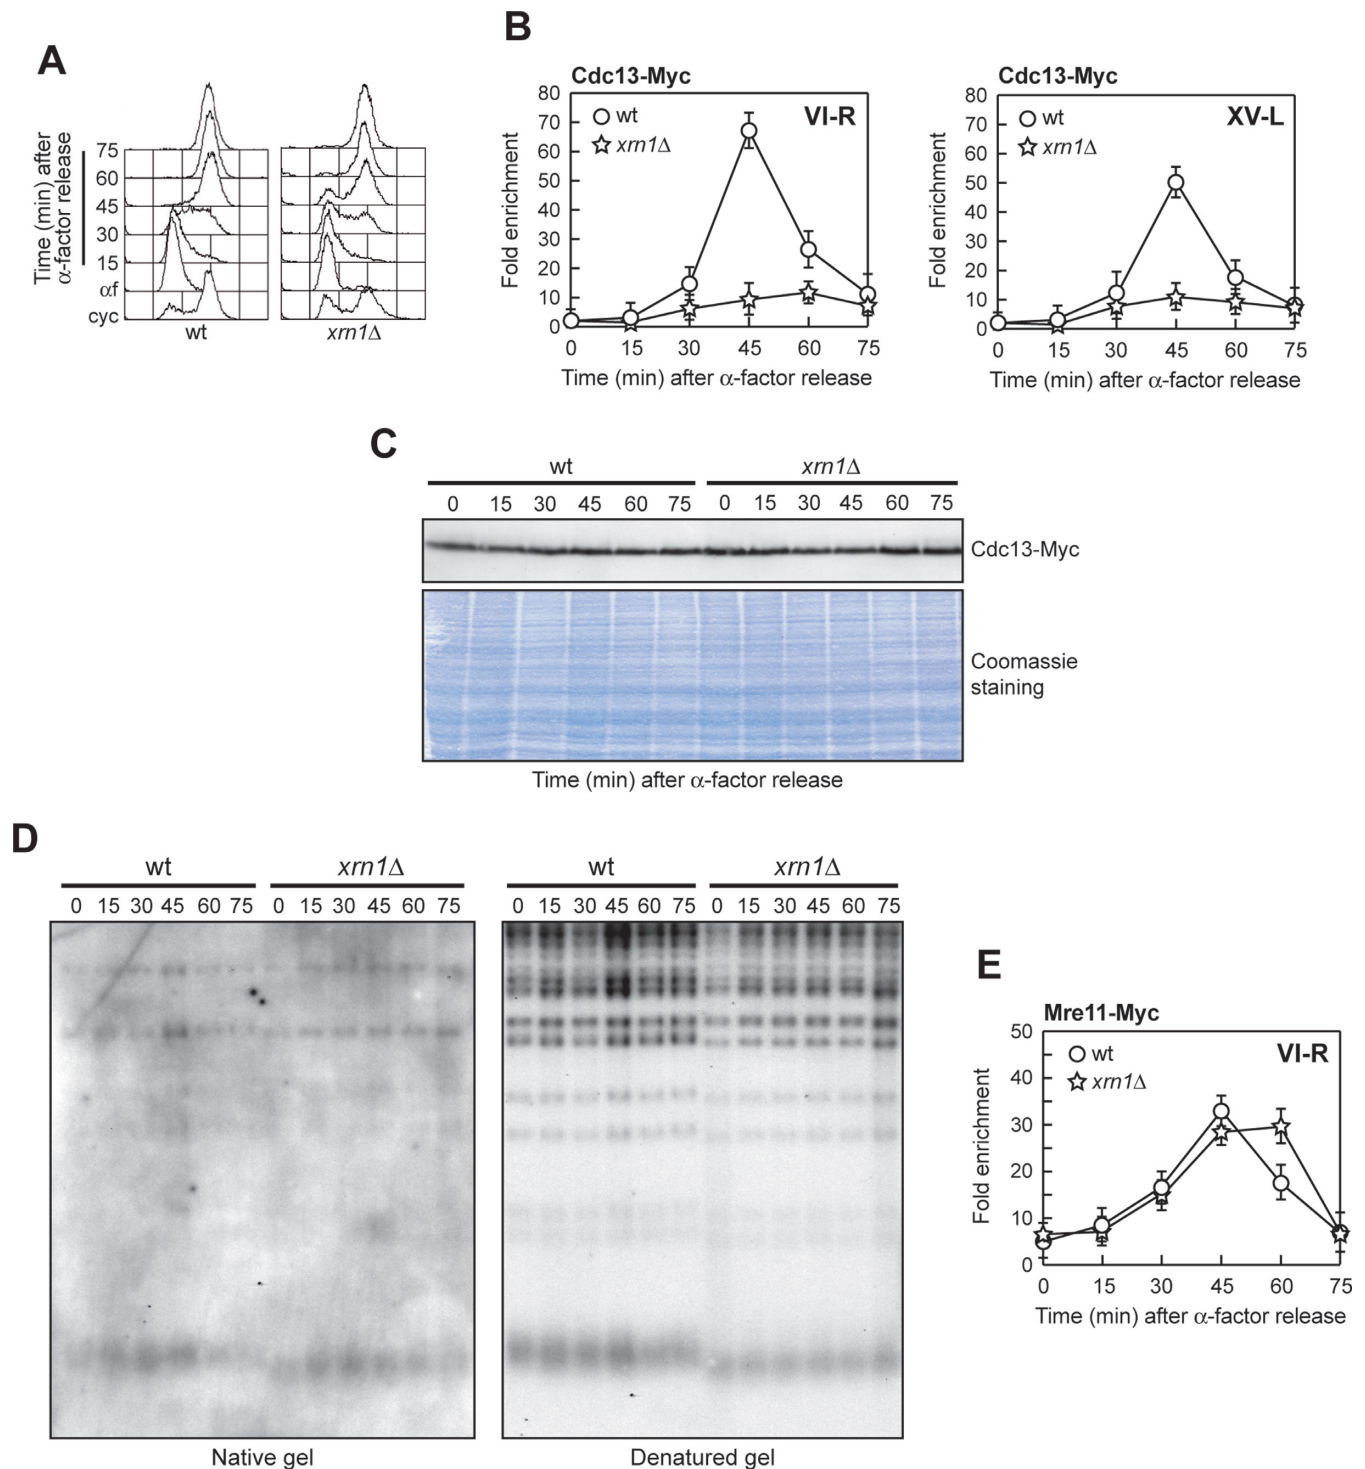 A
Time (min) after
α-factor release
75
60
45
30
15
αf
cyc
wt
xrn1Δ
B
Cdc13-Myc
VI-R
wt
xrn1Δ
Fold enrichment
80
70
60
50
40
30
20
10
0
0 15 30 45 60 75
Time (min) after α-factor release
Cdc13-Myc
XV-L
wt
xrn1Δ
Fold enrichment
80
70
60
50
40
30
20
10
0
0 15 30 45 60 75
Time (min) after α-factor release
C
wt xrn1Δ
0 15 30 45 60 75 0 15 30 45 60 75
Cdc13-Myc
Coomassie
staining
Time (min) after α-factor release
D
wt xrn1Δ
0 15 30 45 60 75 0 15 30 45 60 75
Native gel
wt xrn1Δ
0 15 30 45 60 75 0 15 30 45 60 75
Denatured gel
E
Mre11-Myc
VI-R
wt
xrn1Δ
Fold enrichment
50
40
30
20
10
0
0 15 30 45 60 75
Time (min) after α-factor release